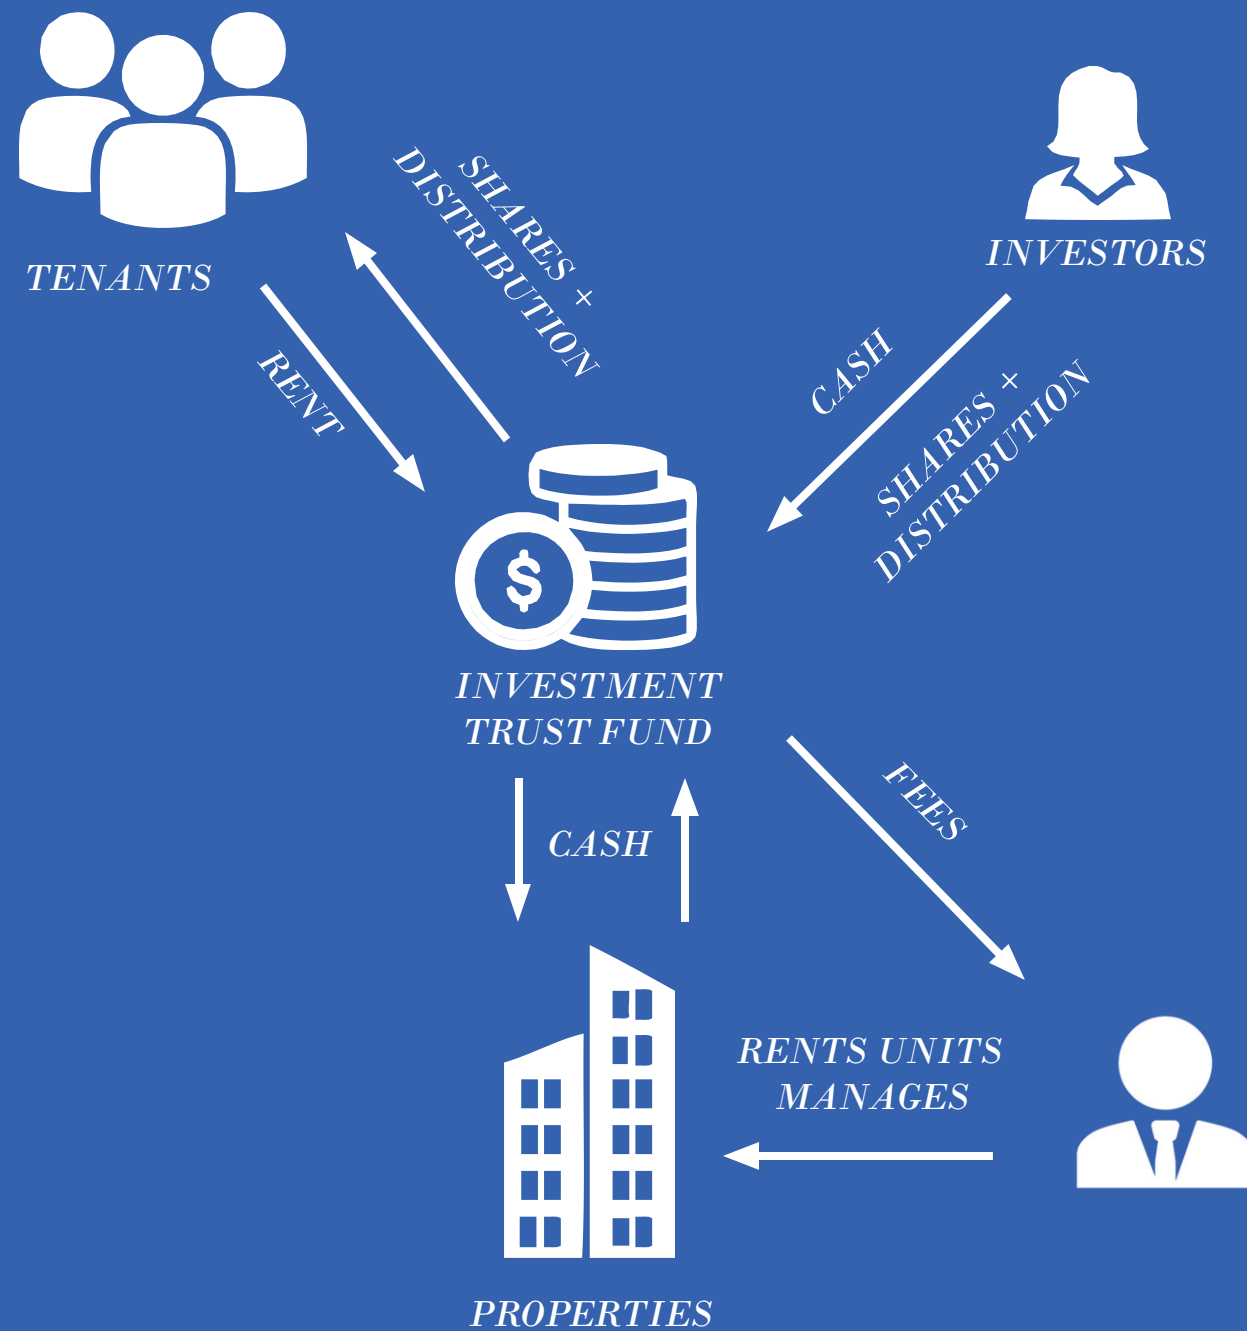 TENANTS
SHARES +
DISTRIBUTION
RENT
INVESTORS
CASH
SHARES +
DISTRIBUTION
$
INVESTMENT
TRUST FUND
CASH
FEES
RENTS UNITS
MANAGES
PROPERTIES